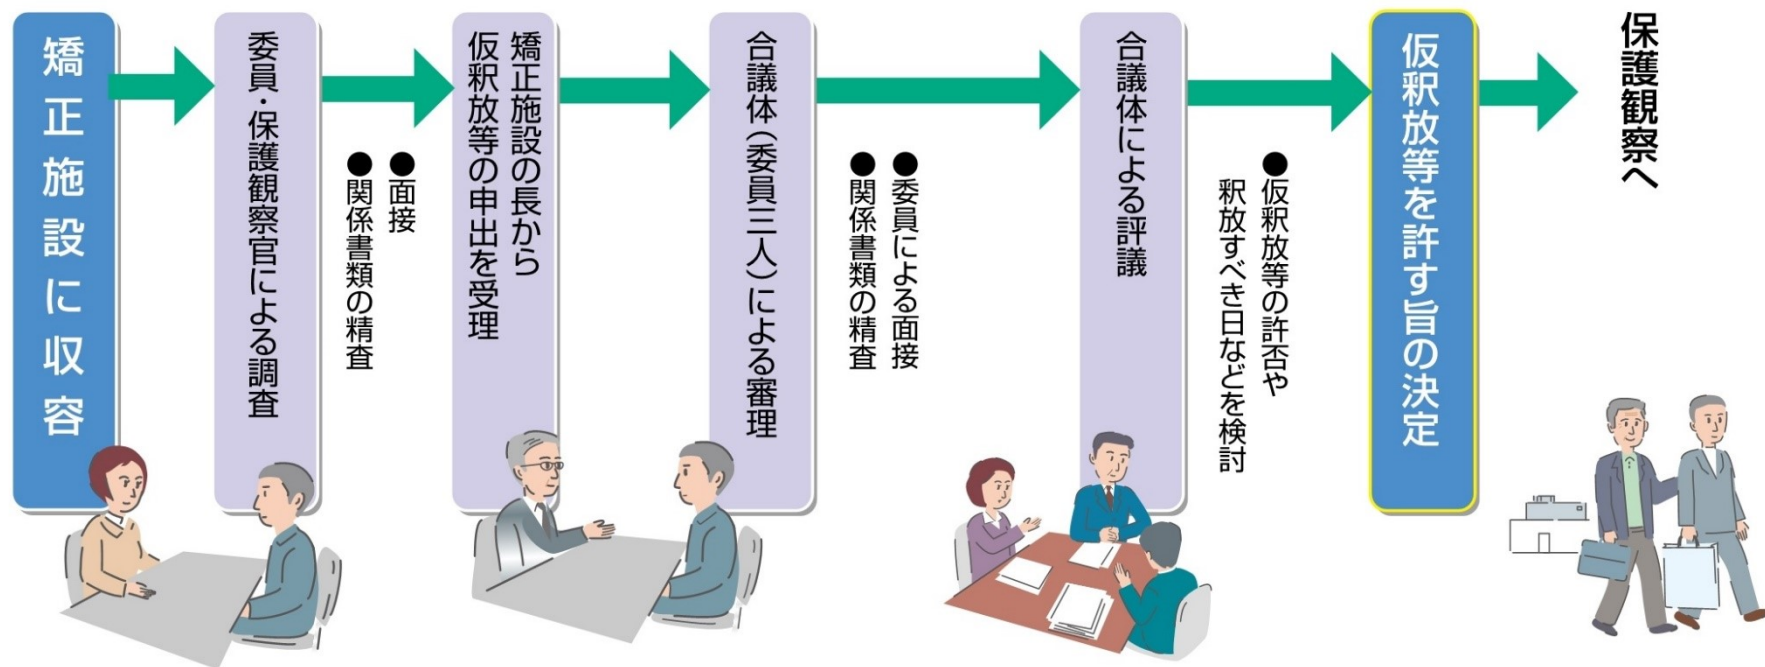 矯正施設に収容
委員・保護観察官による調査
●面接
●関係書類の精査
矯正施設の長から
仮釈放等の申出を受理
合議体（委員三人）による審理
●委員による面接
●関係書類の精査
合議体による評議
●仮釈放等の許否や
釈放すべき日などを検討
仮釈放等を許す旨の決定
保護観察へ